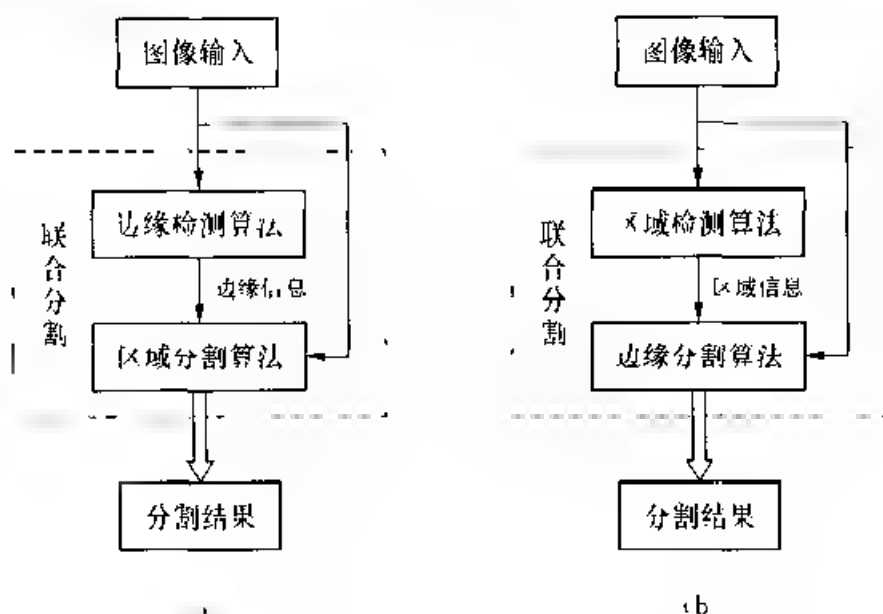 图像输入
边缘检测算法
联合分割
边缘信息
区域分割算法
分割结果
图像输入
区域检测算法
联合分割
区域信息
边缘分割算法
分割结果
(b